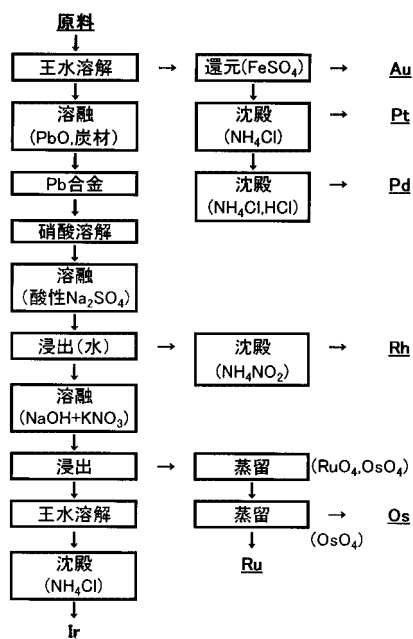 原料
王水溶解
還元(FeSO₄)
Au
溶融
(PbO,炭材)
沈殿
(NH₄Cl)
Pt
Pb合金
沈殿
(NH₄Cl,HCl)
Pd
硝酸溶解
溶融
(酸性Na₂SO₄)
浸出(水)
沈殿
(NH₄NO₂)
Rh
溶融
(NaOH+KNO₃)
浸出
蒸留
(RuO₄,OsO₄)
王水溶解
蒸留
(OsO₄)
Os
沈殿
(NH₄Cl)
Ru
Ir